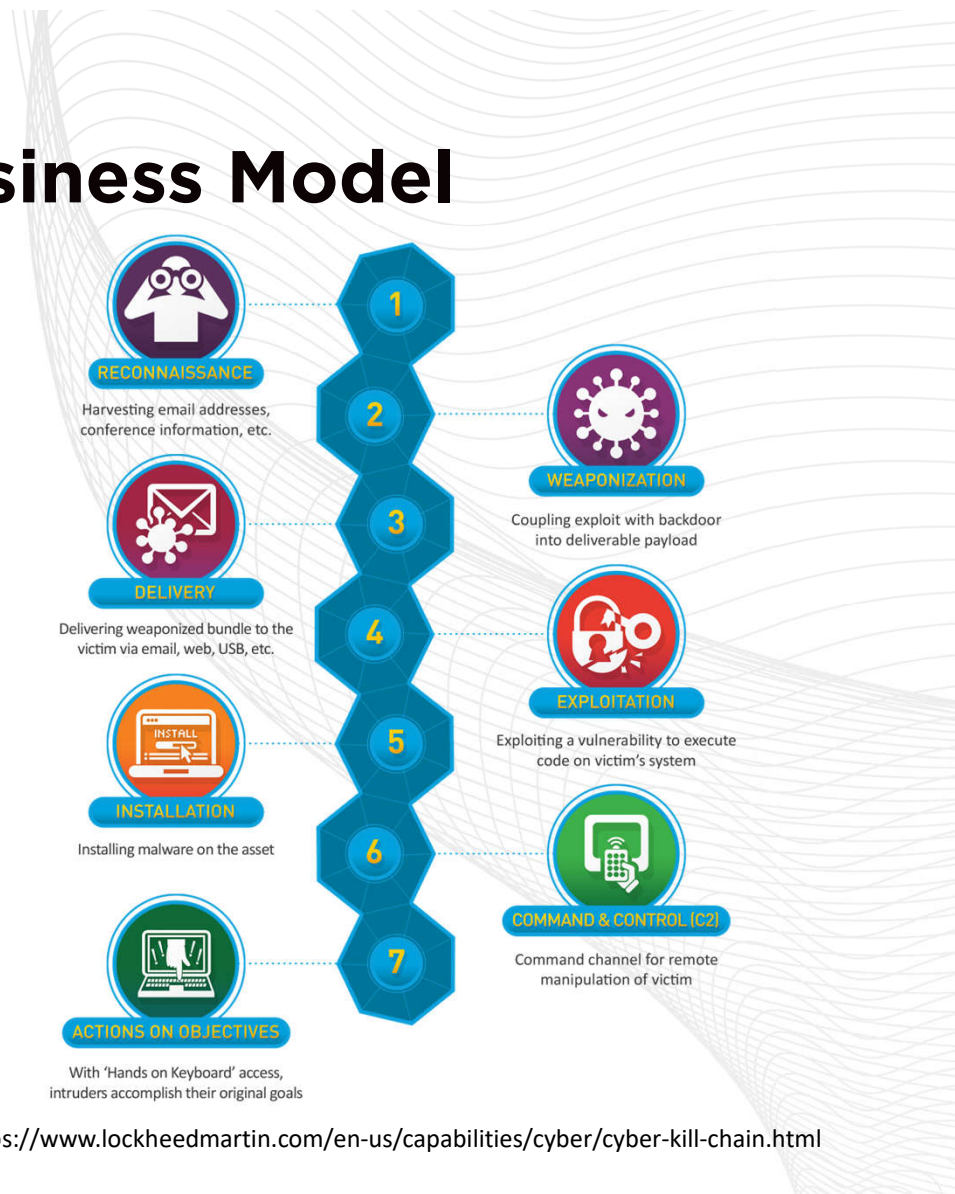 siness Model
1
RECONNAISSANCE
Harvesting email addresses,
conference information, etc.
2
WEAPONIZATION
Coupling exploit with backdoor
into deliverable payload
3
DELIVERY
Delivering weaponized bundle to the
victim via email, web, USB, etc.
4
EXPLOITATION
Exploiting a vulnerability to execute
code on victim's system
5
INSTALL
INSTALLATION
Installing malware on the asset
6
COMMAND & CONTROL (C2)
Command channel for remote
manipulation of victim
7
ACTIONS ON OBJECTIVES
With 'Hands on Keyboard' access,
intruders accomplish their original goals
ps://www.lockheedmartin.com/en-us/capabilities/cyber/cyber-kill-chain.html